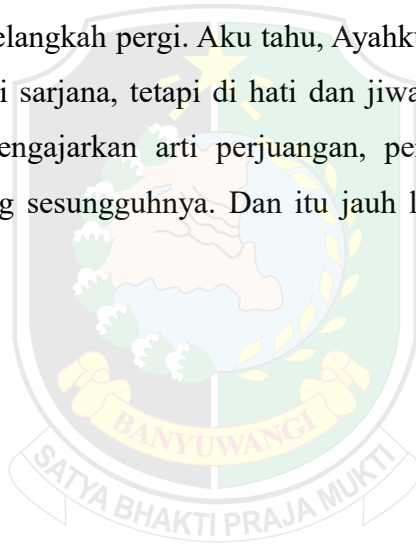 elangkah pergi. Aku tahu, Ayahku
i sarjana, tetapi di hati dan jiwa
engajarkan arti perjuangan, pe
g sesungguhnya. Dan itu jauh l
BANYUWANGI
SATYA BHAKTI PRAJA MUKTI